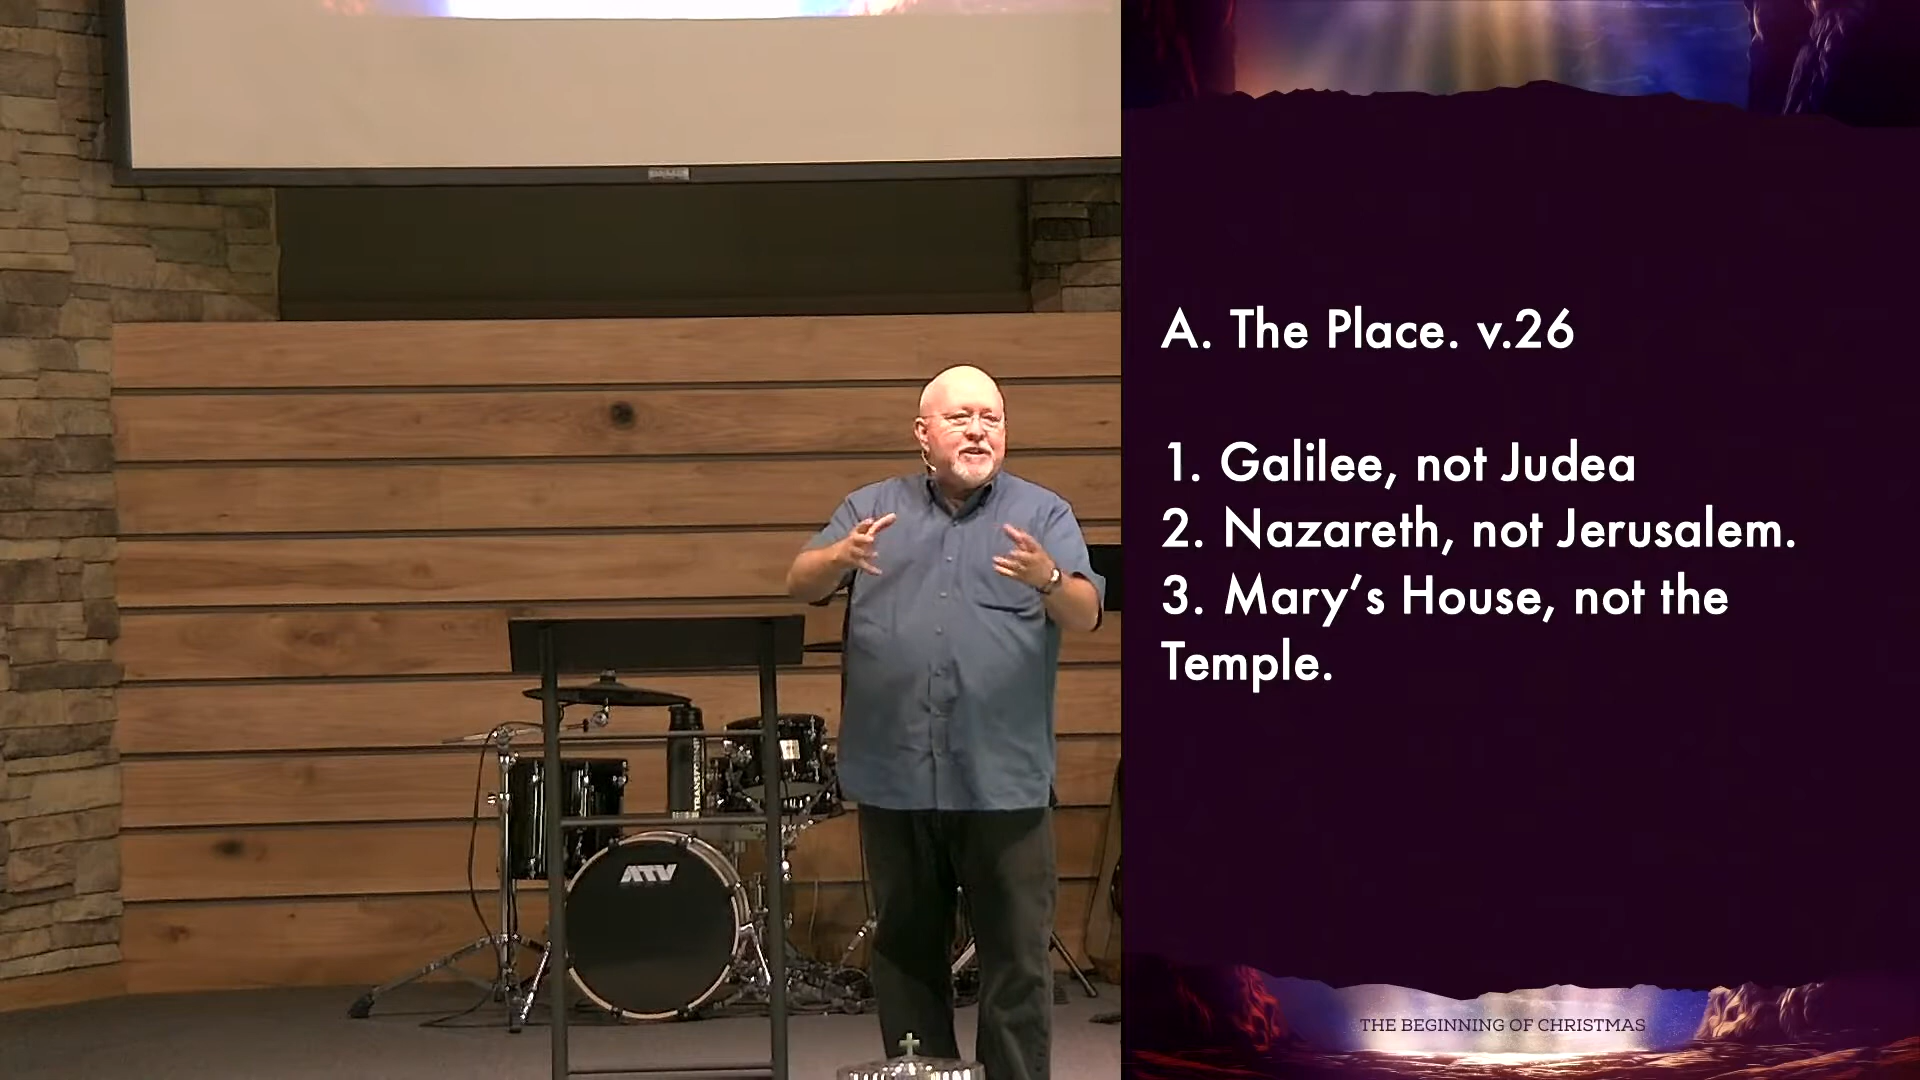 A. The Place. v.26
1. Galilee, not Judea
2. Nazareth, not Jerusalem.
3. Mary’s House, not the
Temple.
THE BEGINNING OF CHRISTMAS
ATV